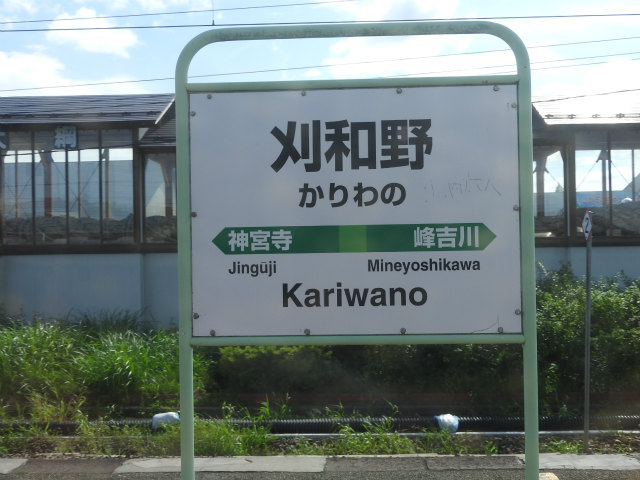 刈和野
かりわの
神宮寺 峰吉川
Jingūji Mineyoshikawa
Kariwano